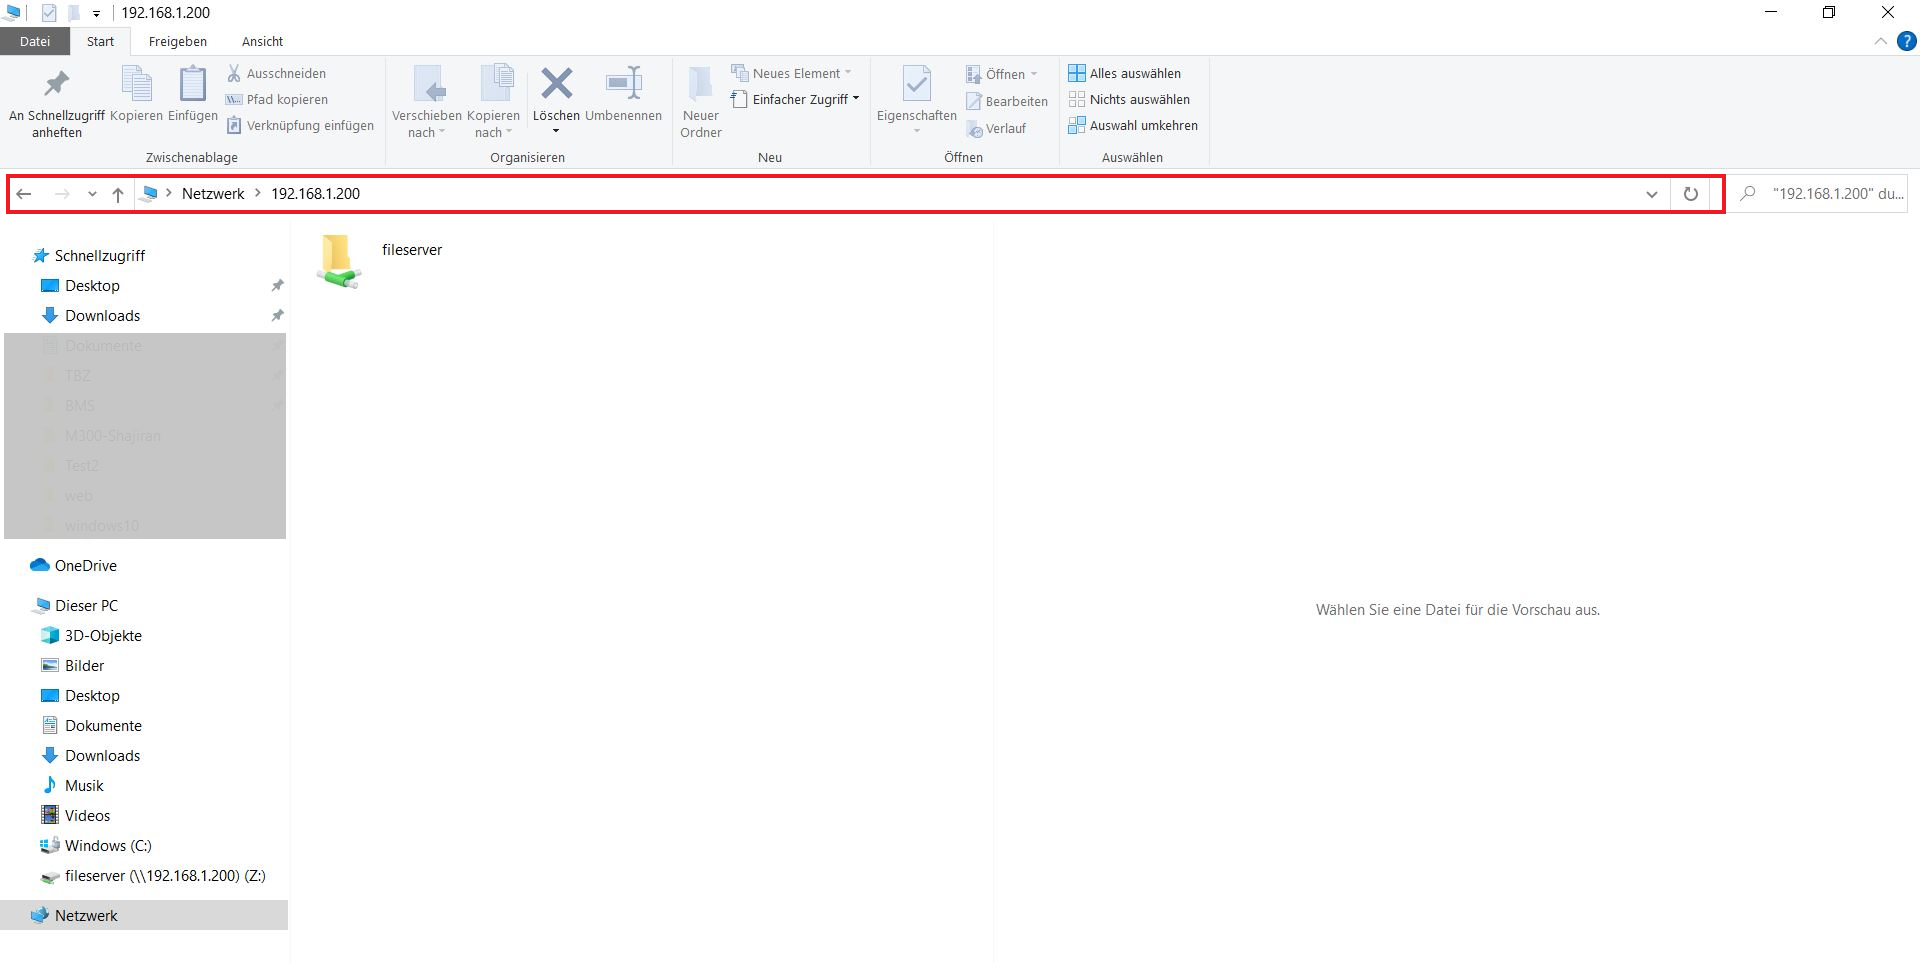 192.168.1.200
Datei
Start
Freigeben
Ansicht
?
An Schnellzugriff
anheften
Kopieren
Einfügen
Ausschneiden
Pfad kopieren
Verknüpfung einfügen
Zwischenablage
Verschieben
nach
Kopieren
nach
Löschen
Umbenennen
Organisieren
Neuer
Ordner
Neues Element
Einfacher Zugriff
Neu
Eigenschaften
Öffnen
Bearbeiten
Verlauf
Öffnen
Alles auswählen
Nichts auswählen
Auswahl umkehren
Auswählen
Netzwerk
192.168.1.200
"192.168.1.200" du...
Schnellzugriff
Desktop
Downloads
Dokumente
TBZ
BMS
M300-Shajiran
Test2
web
windows10
OneDrive
Dieser PC
3D-Objekte
Bilder
Desktop
Dokumente
Downloads
Musik
Videos
Windows (C:)
fileserver (\\192.168.1.200) (Z:)
Netzwerk
fileserver
Wählen Sie eine Datei für die Vorschau aus.